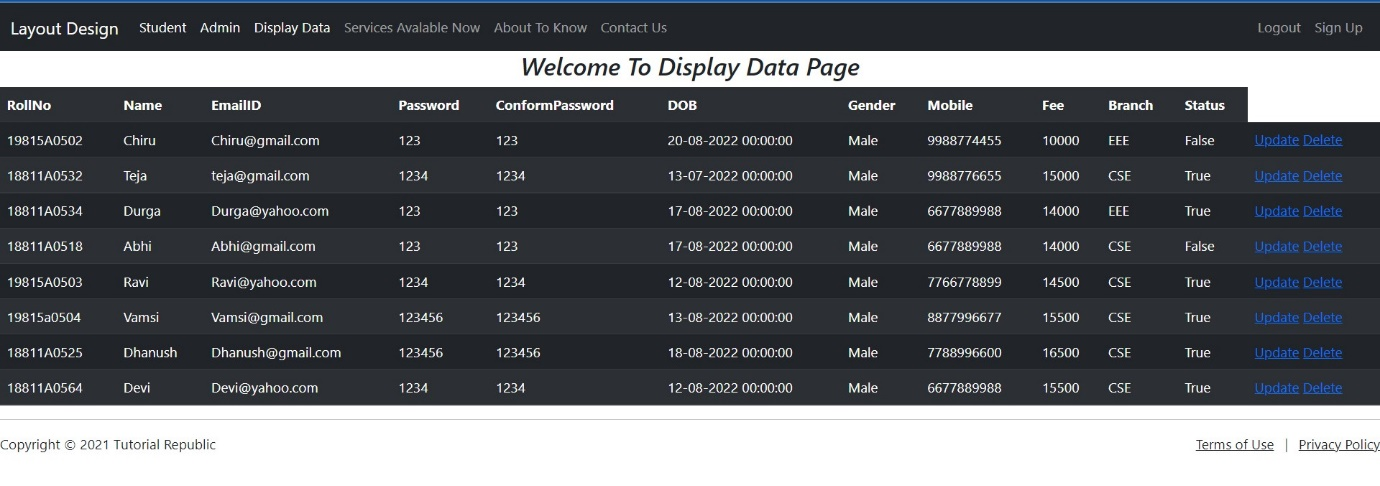 Layout Design Student Admin Display Data Services Avalable Now About To Know Contact Us Logout Sign Up
Welcome To Display Data Page
RollNo Name EmailID Password ConformPassword DOB Gender Mobile Fee Branch Status
19815A0502 Chiru Chiru@gmail.com 123 123 20-08-2022 00:00:00 Male 9988774455 10000 EEE False Update Delete
18811A0532 Teja teja@gmail.com 1234 1234 13-07-2022 00:00:00 Male 9988776655 15000 CSE True Update Delete
18811A0534 Durga Durga@yahoo.com 123 123 17-08-2022 00:00:00 Male 6677889988 14000 EEE True Update Delete
18811A0518 Abhi Abhi@gmail.com 123 123 17-08-2022 00:00:00 Male 6677889988 14000 CSE False Update Delete
19815A0503 Ravi Ravi@yahoo.com 1234 1234 12-08-2022 00:00:00 Male 7766778899 14500 CSE True Update Delete
19815a0504 Vamsi Vamsi@gmail.com 123456 123456 13-08-2022 00:00:00 Male 8877996677 15500 CSE True Update Delete
18811A0525 Dhanush Dhanush@gmail.com 123456 123456 18-08-2022 00:00:00 Male 7788996600 16500 CSE True Update Delete
18811A0564 Devi Devi@yahoo.com 1234 1234 12-08-2022 00:00:00 Male 6677889988 15500 CSE True Update Delete
Copyright © 2021 Tutorial Republic Terms of Use | Privacy Policy